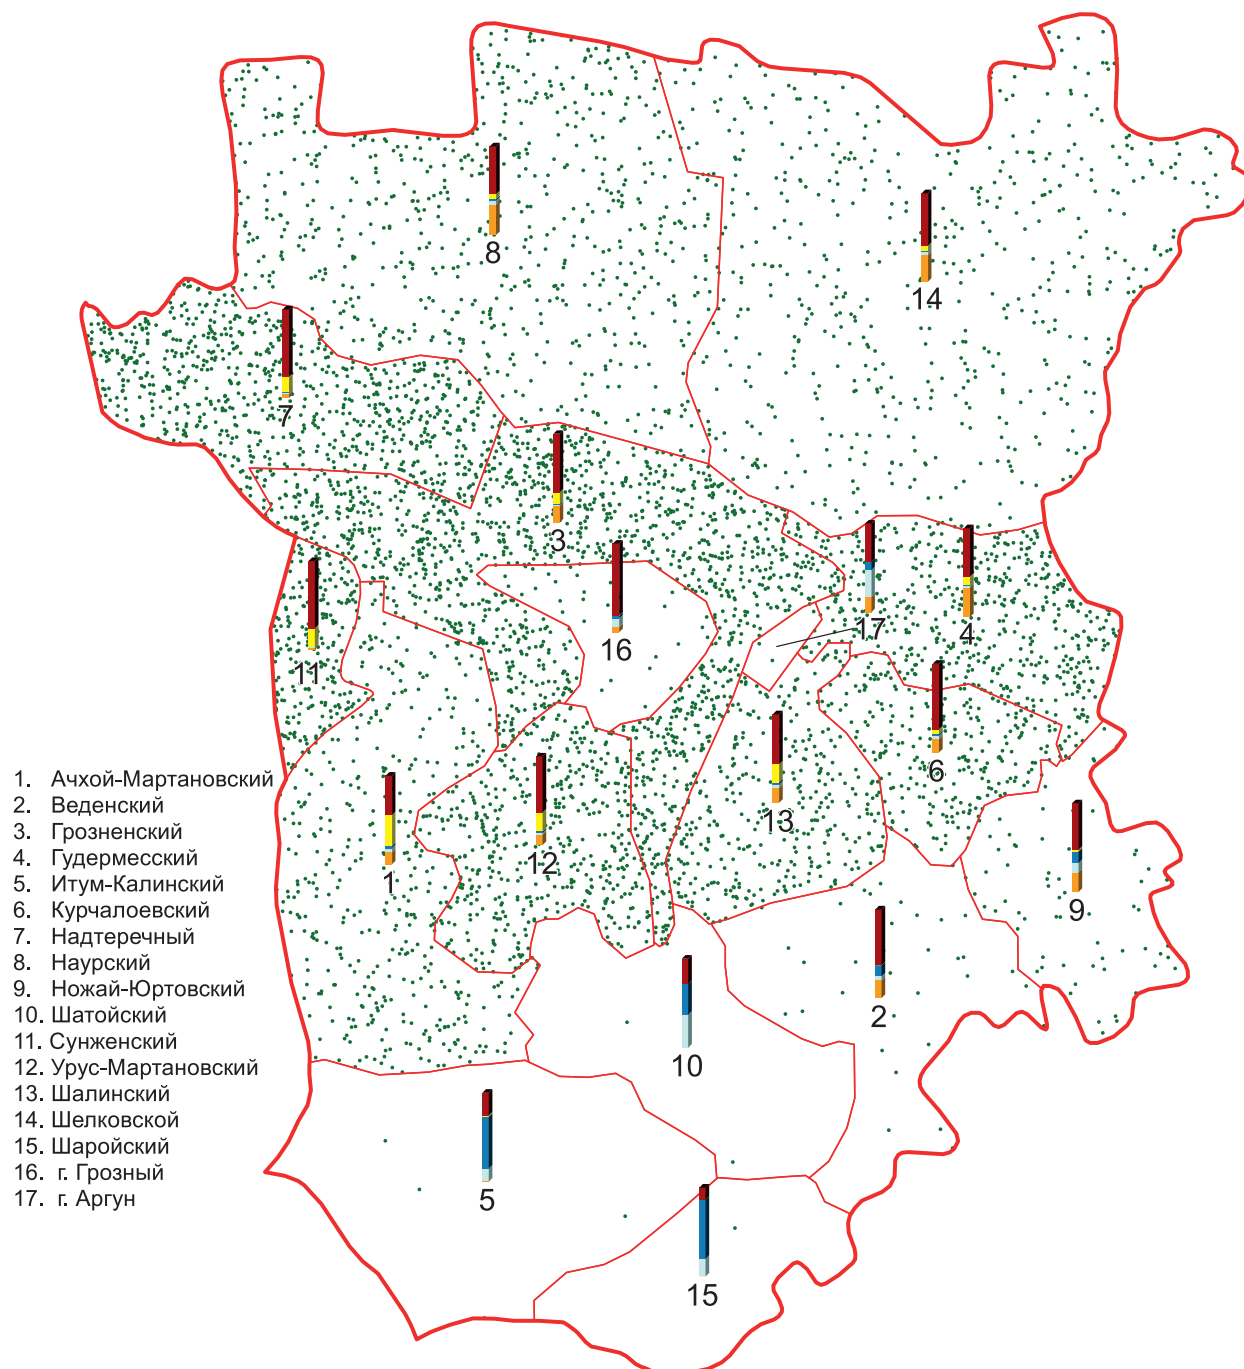 8
14
7
3
16
17
4
11
6
13
12
1
9
2
10
5
15
1. Ачхой-Мартановский
2. Веденский
3. Грозненский
4. Гудермесский
5. Итум-Калинский
6. Курчалоевский
7. Надтеречный
8. Наурский
9. Ножай-Юртовский
10. Шатойский
11. Сунженский
12. Урус-Мартановский
13. Шалинский
14. Шелковской
15. Шаройский
16. г. Грозный
17. г. Аргун